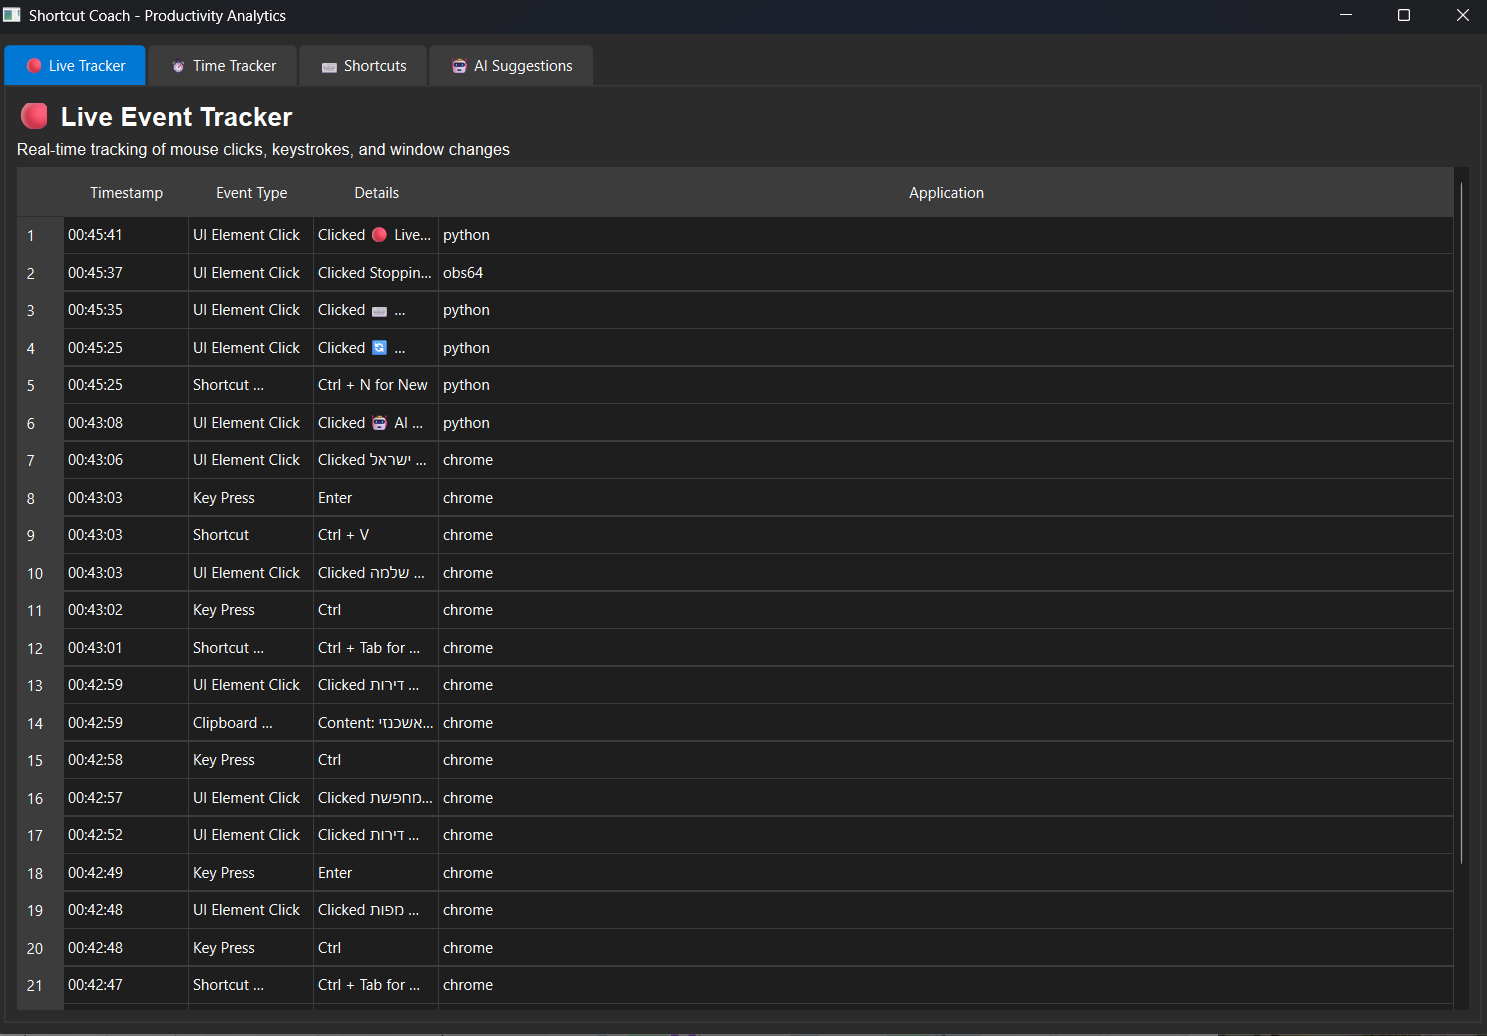 Shortcut Coach - Productivity Analytics
Live Tracker
Time Tracker
Shortcuts
AI Suggestions
Live Event Tracker
Real-time tracking of mouse clicks, keystrokes, and window changes
Timestamp Event Type Details Application
1 00:45:41 UI Element Click Clicked 🔴 Live... python
2 00:45:37 UI Element Click Clicked Stoppin... obs64
3 00:45:35 UI Element Click Clicked ⌨️ ... python
4 00:45:25 UI Element Click Clicked 🔄 ... python
5 00:45:25 Shortcut ... Ctrl + N for New python
6 00:43:08 UI Element Click Clicked 🤖 AI ... python
7 00:43:06 UI Element Click Clicked ישראל ... chrome
8 00:43:03 Key Press Enter chrome
9 00:43:03 Shortcut Ctrl + V chrome
10 00:43:03 UI Element Click Clicked שלמה ... chrome
11 00:43:02 Key Press Ctrl chrome
12 00:43:01 Shortcut ... Ctrl + Tab for ... chrome
13 00:42:59 UI Element Click Clicked דירות ... chrome
14 00:42:59 Clipboard ... Content: אשכנזי... chrome
15 00:42:58 Key Press Ctrl chrome
16 00:42:57 UI Element Click Clicked מחפשת... chrome
17 00:42:52 UI Element Click Clicked דירות ... chrome
18 00:42:49 Key Press Enter chrome
19 00:42:48 UI Element Click Clicked מפות ... chrome
20 00:42:48 Key Press Ctrl chrome
21 00:42:47 Shortcut ... Ctrl + Tab for ... chrome